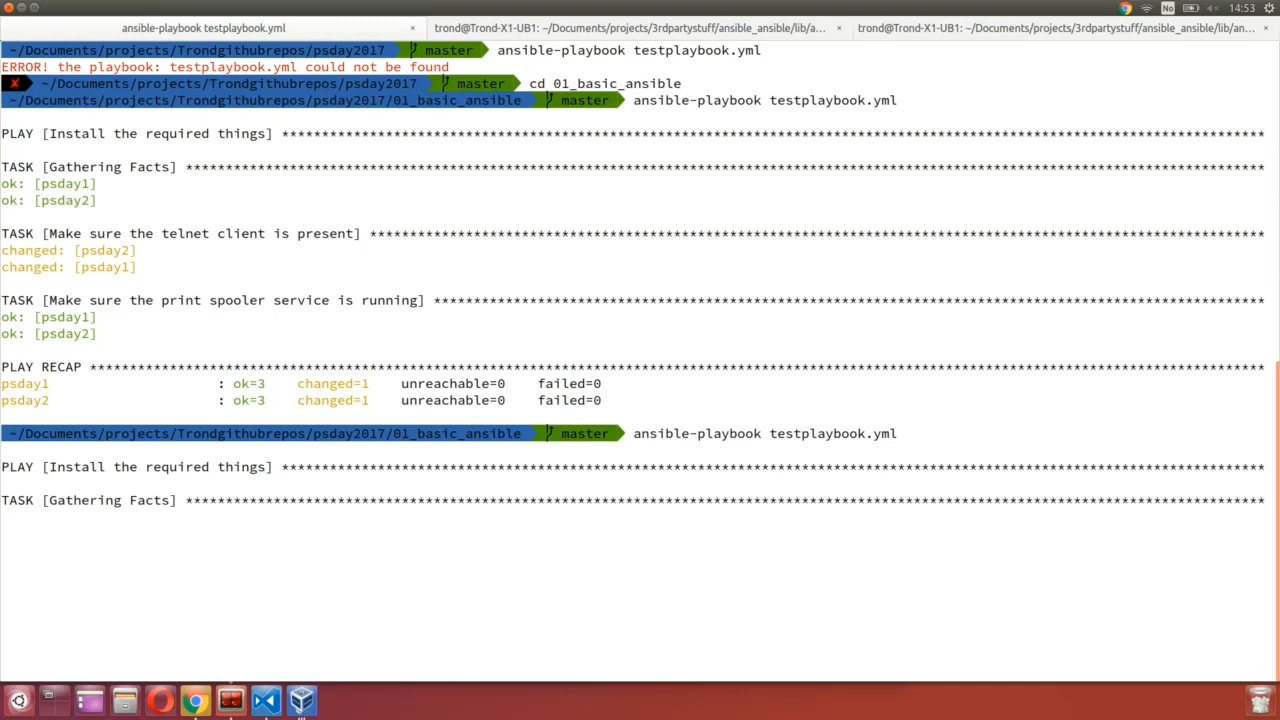 No 14:53
ansible-playbook testplaybook.yml × trond@Trond-X1-UB1: ~/Documents/projects/3rdpartystuff/ansible_ansible/lib/a... × trond@Trond-X1-UB1: ~/Documents/projects/3rdpartystuff/ansible_ansible/lib/an... ×
~/Documents/projects/Trondgithubrepos/psday2017 master ansible-playbook testplaybook.yml
ERROR! the playbook: testplaybook.yml could not be found
✘ ~/Documents/projects/Trondgithubrepos/psday2017 master cd 01_basic_ansible
~/Documents/projects/Trondgithubrepos/psday2017/01_basic_ansible master ansible-playbook testplaybook.yml
PLAY [Install the required things] ***************************************************************************************************************************
TASK [Gathering Facts] ***************************************************************************************************************************************
ok: [psday1]
ok: [psday2]
TASK [Make sure the telnet client is present] ****************************************************************************************************************
changed: [psday2]
changed: [psday1]
TASK [Make sure the print spooler service is running] ********************************************************************************************************
ok: [psday1]
ok: [psday2]
PLAY RECAP ***************************************************************************************************************************************************
psday1 : ok=3 changed=1 unreachable=0 failed=0
psday2 : ok=3 changed=1 unreachable=0 failed=0
~/Documents/projects/Trondgithubrepos/psday2017/01_basic_ansible master ansible-playbook testplaybook.yml
PLAY [Install the required things] ***************************************************************************************************************************
TASK [Gathering Facts] ***************************************************************************************************************************************